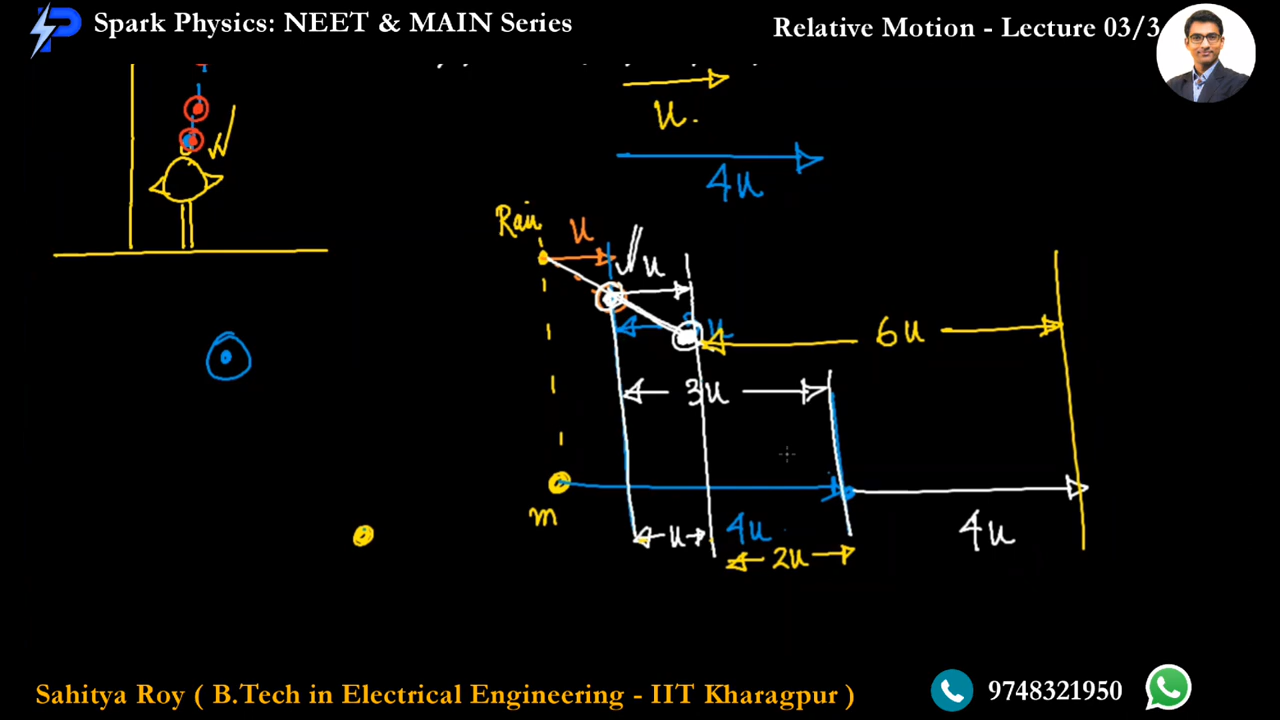 Spark Physics: NEET & MAIN Series
Relative Motion - Lecture 03/3
u.
4u
Rain
u
u
6u
3u
m
u
4u
2u
4u
Sahitya Roy ( B.Tech in Electrical Engineering - IIT Kharagpur )
9748321950